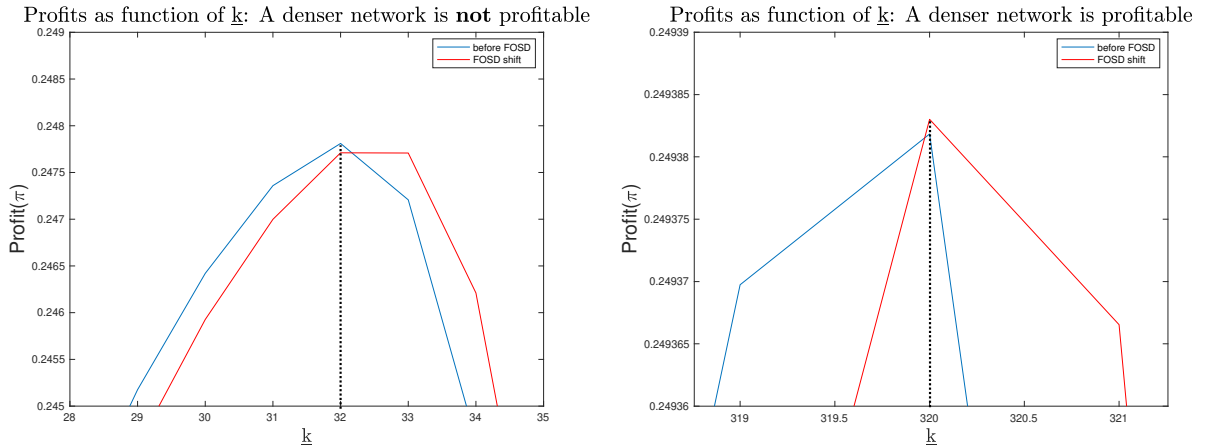 Profits as function of k: A denser network is not profitable
0.249
0.2485
0.248
0.2475
0.247
0.2465
0.246
0.2455
0.245
Profit(π)
before FOSD
FOSD shift
28 29 30 31 32 33 34 35
k
Profits as function of k: A denser network is profitable
0.24939
0.249385
0.24938
0.249375
0.24937
0.249365
0.24936
Profit(π)
before FOSD
FOSD shift
319 319.5 320 320.5 321
k